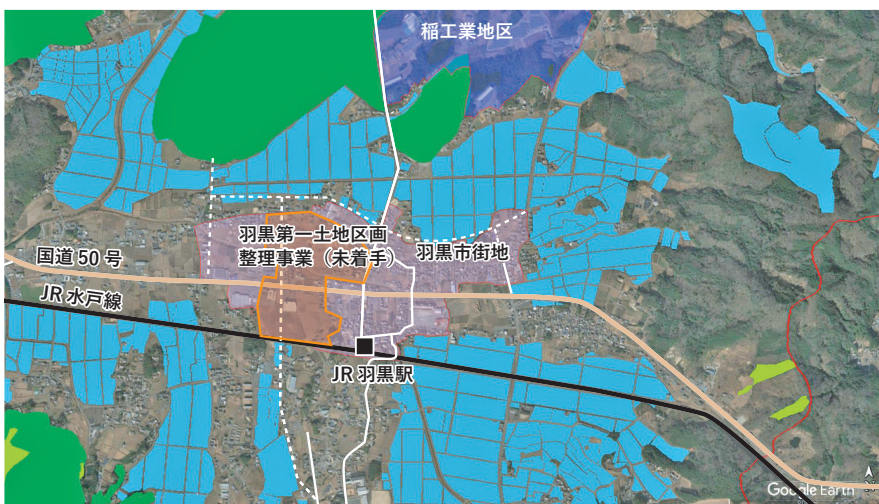 稲工業地区
羽黒第一土地区画
整理事業（未着手）
羽黒市街地
国道 50 号
JR 水戸線
JR 羽黒駅
Google Earth